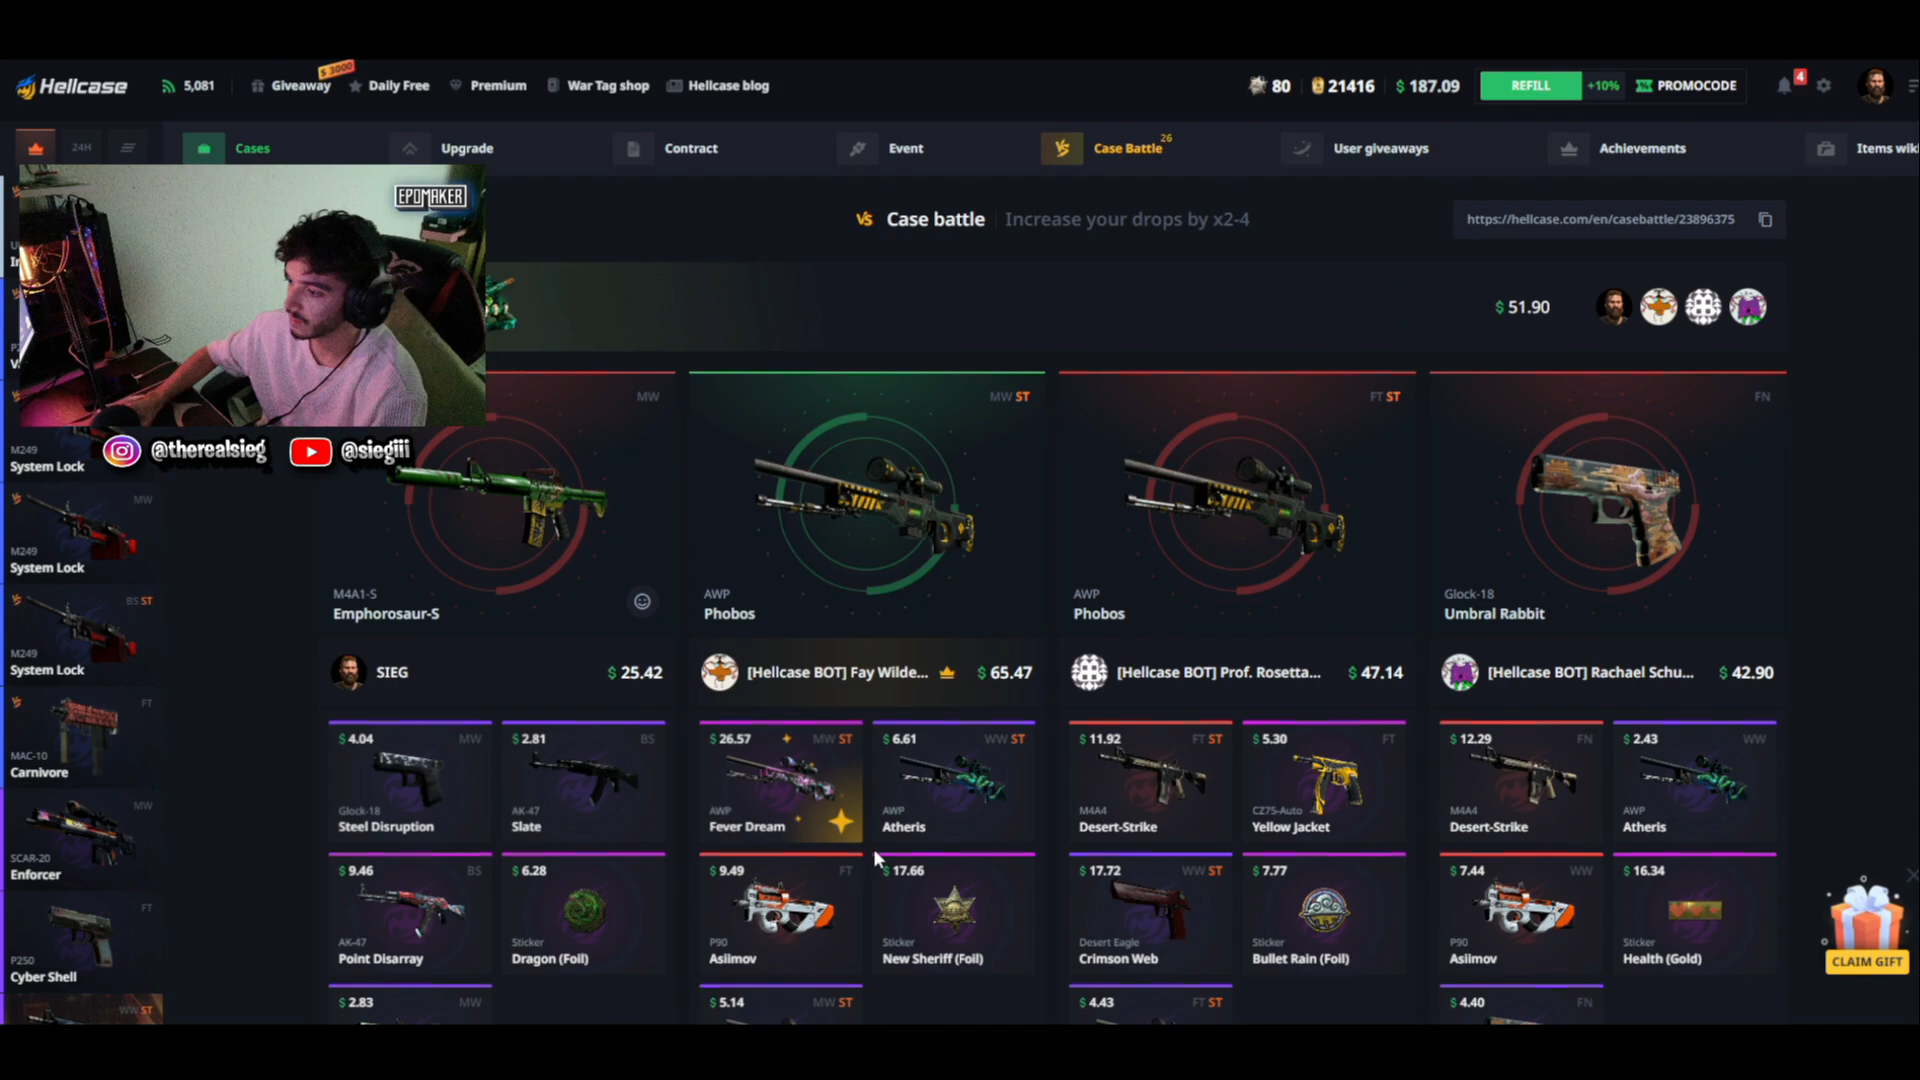 Hellcase
5,081
Giveaway
$ 3000
Daily Free
Premium
War Tag shop
Hellcase blog
80
21416
$ 187.09
REFILL
+10%
PROMOCODE
4
24H
Cases
Upgrade
Contract
Event
Case Battle
26
User giveaways
Achievements
Items wiki
EPOMAKER
VS Case battle
Increase your drops by x2-4
https://hellcase.com/en/casebattle/23896375
$ 51.90
@therealsieg
@siegiii
M249
System Lock
MW
M249
System Lock
BS ST
M249
System Lock
FT
MAC-10
Carnivore
MW
SCAR-20
Enforcer
FT
P250
Cyber Shell
WW ST
MW
M4A1-S
Emphorosaur-S
MW ST
AWP
Phobos
FT ST
AWP
Phobos
FN
Glock-18
Umbral Rabbit
SIEG
$ 25.42
[Hellcase BOT] Fay Wilde...
$ 65.47
[Hellcase BOT] Prof. Rosetta...
$ 47.14
[Hellcase BOT] Rachael Schu...
$ 42.90
$ 4.04 MW
Glock-18
Steel Disruption
$ 2.81 BS
AK-47
Slate
$ 26.57 MW ST
AWP
Fever Dream
$ 6.61 WW ST
AWP
Atheris
$ 11.92 FT ST
M4A4
Desert-Strike
$ 5.30 FT
CZ75-Auto
Yellow Jacket
$ 12.29 FN
M4A4
Desert-Strike
$ 2.43 WW
AWP
Atheris
$ 9.46 BS
AK-47
Point Disarray
$ 6.28
Sticker
Dragon (Foil)
$ 9.49 FT
P90
Asiimov
$ 17.66
Sticker
New Sheriff (Foil)
$ 17.72 WW ST
Desert Eagle
Crimson Web
$ 7.77
Sticker
Bullet Rain (Foil)
$ 7.44 WW
P90
Asiimov
$ 16.34
Sticker
Health (Gold)
$ 2.83 MW
$ 5.14 MW ST
$ 4.43 FT ST
$ 4.40 FN
CLAIM GIFT